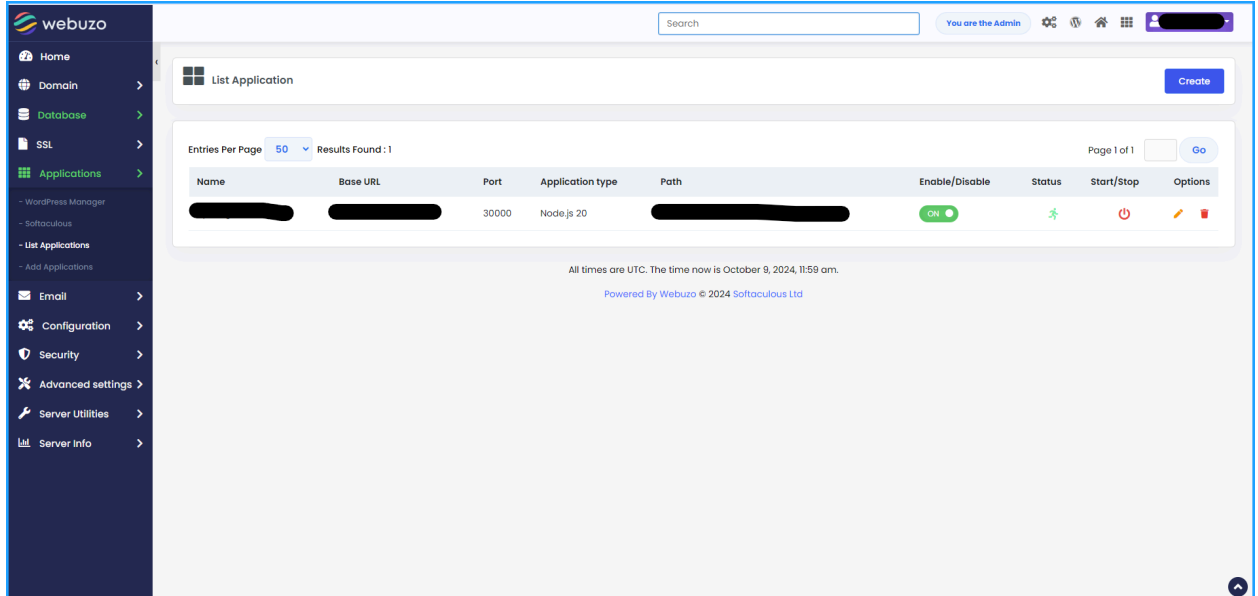 webuzo
Search
You are the Admin
Home
Domain
Database
SSL
Applications
- WordPress Manager
- Softaculous
- List Applications
- Add Applications
Email
Configuration
Security
Advanced settings
Server Utilities
Server Info
List Application
Create
Entries Per Page 50 Results Found : 1
Page 1 of 1 Go
Name Base URL Port Application type Path Enable/Disable Status Start/Stop Options
30000 Node.js 20 ON
All times are UTC. The time now is October 9, 2024, 11:59 am.
Powered By Webuzo © 2024 Softaculous Ltd